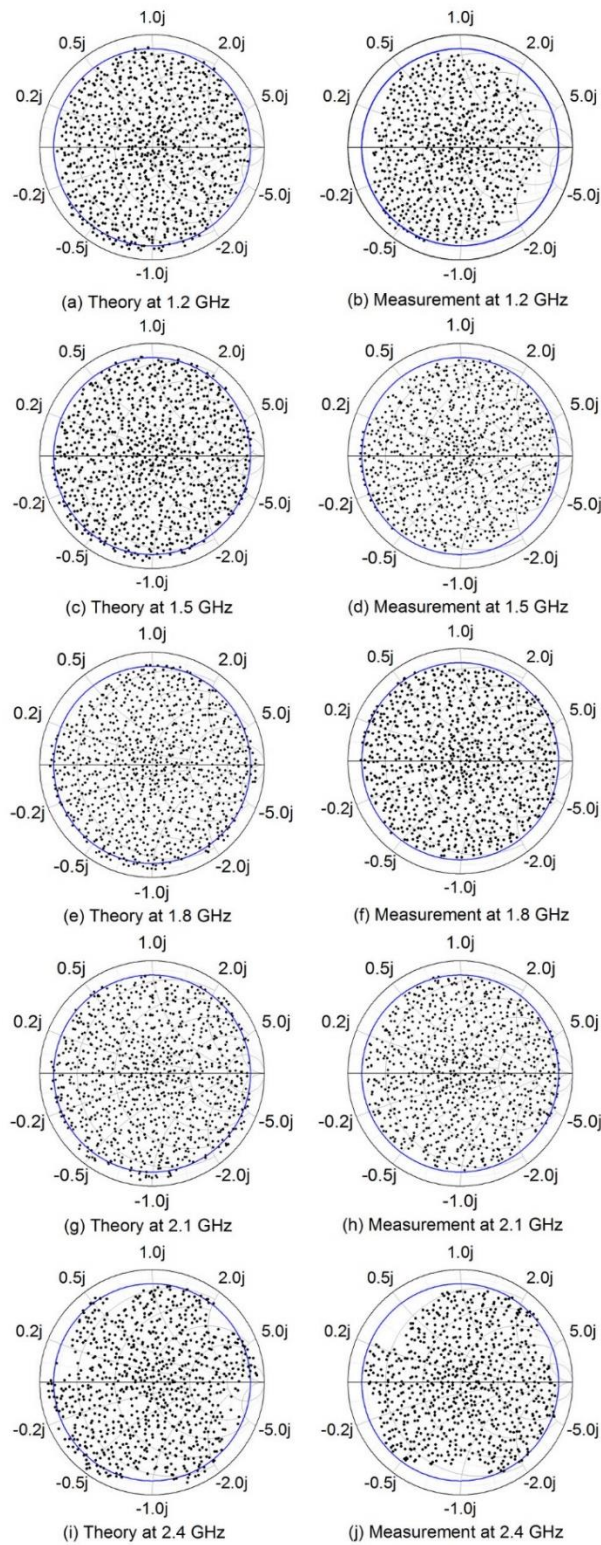 1.0j 1.0j
0.5j 2.0j 0.5j 2.0j
0.2j 5.0j 0.2j 5.0j
-0.2j -5.0j -0.2j -5.0j
-0.5j -2.0j -0.5j -2.0j
-1.0j -1.0j
(a) Theory at 1.2 GHz (b) Measurement at 1.2 GHz
1.0j 1.0j
0.5j 2.0j 0.5j 2.0j
0.2j 5.0j 0.2j 5.0j
-0.2j -5.0j -0.2j -5.0j
-0.5j -2.0j -0.5j -2.0j
-1.0j -1.0j
(c) Theory at 1.5 GHz (d) Measurement at 1.5 GHz
1.0j 1.0j
0.5j 2.0j 0.5j 2.0j
0.2j 5.0j 0.2j 5.0j
-0.2j -5.0j -0.2j -5.0j
-0.5j -2.0j -0.5j -2.0j
-1.0j -1.0j
(e) Theory at 1.8 GHz (f) Measurement at 1.8 GHz
1.0j 1.0j
0.5j 2.0j 0.5j 2.0j
0.2j 5.0j 0.2j 5.0j
-0.2j -5.0j -0.2j -5.0j
-0.5j -2.0j -0.5j -2.0j
-1.0j -1.0j
(g) Theory at 2.1 GHz (h) Measurement at 2.1 GHz
1.0j 1.0j
0.5j 2.0j 0.5j 2.0j
0.2j 5.0j 0.2j 5.0j
-0.2j -5.0j -0.2j -5.0j
-0.5j -2.0j -0.5j -2.0j
-1.0j -1.0j
(i) Theory at 2.4 GHz (j) Measurement at 2.4 GHz